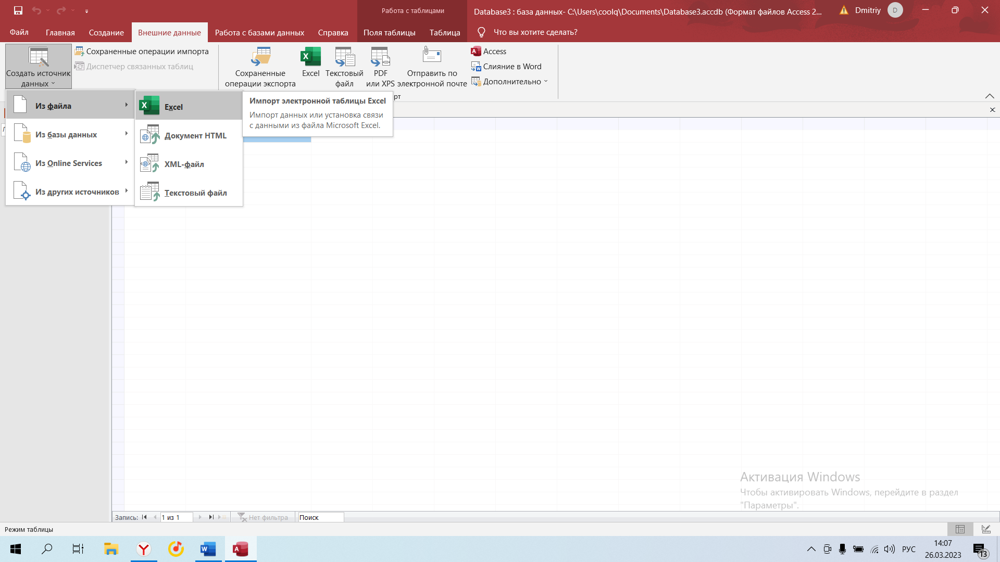 Работа с таблицами
Database3 : база данных- C:\Users\coolq\Documents\Database3.accdb (Формат файлов Access 2...
Dmitriy
D
Файл
Главная
Создание
Внешние данные
Работа с базами данных
Справка
Поля таблицы
Таблица
Что вы хотите сделать?
Создать источник
данных
Сохраненные операции импорта
Диспетчер связанных таблиц
Сохраненные
операции экспорта
Excel
Текстовый
файл
PDF
или XPS
Отправить по
электронной почте
Access
Слияние в Word
Дополнительно
рт
Из файла
Из базы данных
Из Online Services
Из других источников
Excel
Документ HTML
XML-файл
Текстовый файл
Импорт электронной таблицы Excel
Импорт данных или установка связи
с данными из файла Microsoft Excel.
Активация Windows
Чтобы активировать Windows, перейдите в раздел
"Параметры".
Запись:
1 из 1
Нет фильтра
Поиск
Режим таблицы
РУС
14:07
26.03.2023
13